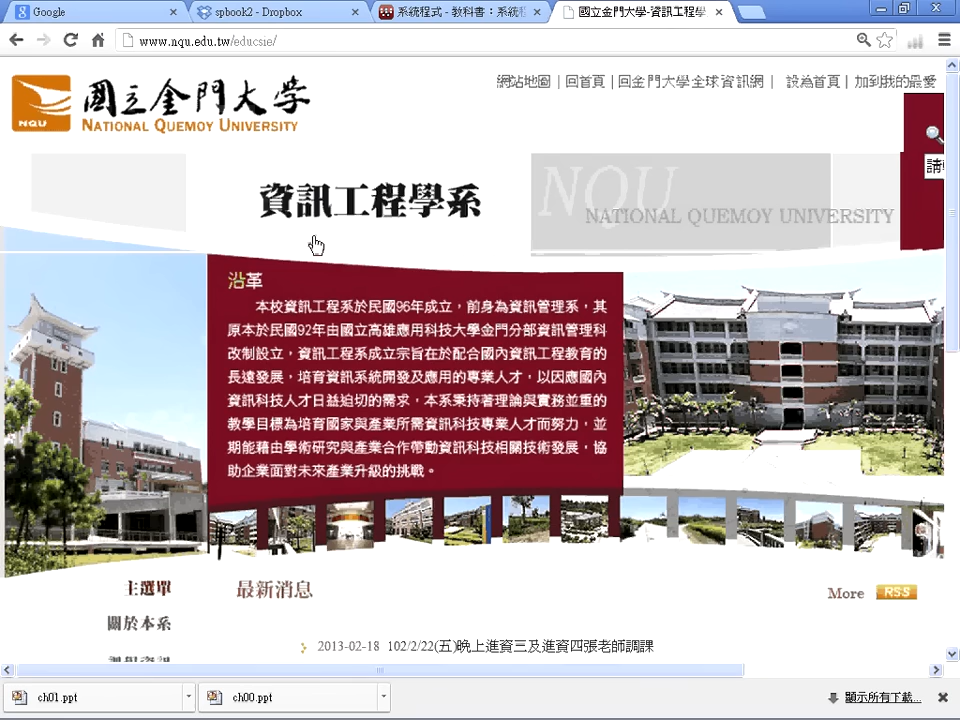 Google
spbook2 - Dropbox
系統程式 - 教科書：系統
國立金門大學-資訊工程學
www.nqu.edu.tw/educsie/
網站地圖 | 回首頁 | 回金門大學全球資訊網 | 設為首頁 | 加到我的最愛
NQU
國立金門大學
NATIONAL QUEMOY UNIVERSITY
請
資訊工程學系
NQU
NATIONAL QUEMOY UNIVERSITY
沿革
本校資訊工程系於民國96年成立，前身為資訊管理系，其
原本於民國92年由國立高雄應用科技大學金門分部資訊管理科
改制設立，資訊工程系成立宗旨在於配合國內資訊工程教育的
長遠發展，培育資訊系統開發及應用的專業人才，以因應國內
資訊科技人才日益迫切的需求，本系秉持著理論與實務並重的
教學目標為培育國家與產業所需資訊科技專業人才而努力，並
期能藉由學術研究與產業合作帶動資訊科技相關技術發展，協
助企業面對未來產業升級的挑戰。
主選單
最新消息
More
RSS
關於本系
2013-02-18 102/2/22(五)晚上進資三及進資四張老師調課
課程資訊
ch01.ppt
ch00.ppt
顯示所有下載...